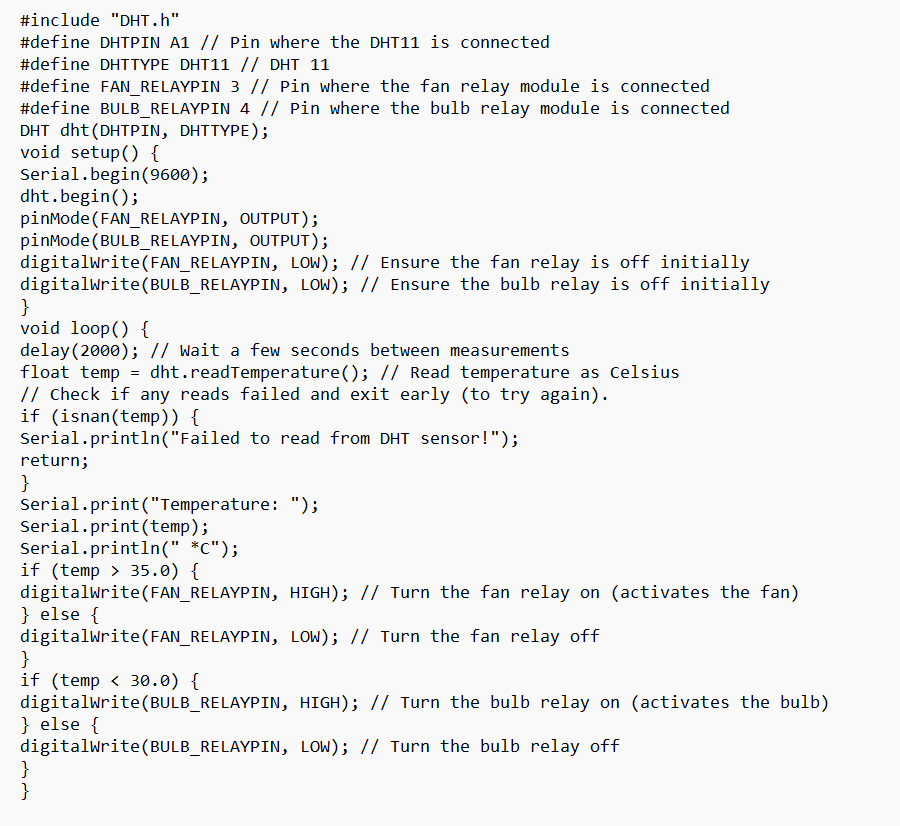 #include "DHT.h"
#define DHTPIN A1 // Pin where the DHT11 is connected
#define DHTTYPE DHT11 // DHT 11
#define FAN_RELAYPIN 3 // Pin where the fan relay module is connected
#define BULB_RELAYPIN 4 // Pin where the bulb relay module is connected
DHT dht(DHTPIN, DHTTYPE);
void setup() {
Serial.begin(9600);
dht.begin();
pinMode(FAN_RELAYPIN, OUTPUT);
pinMode(BULB_RELAYPIN, OUTPUT);
digitalWrite(FAN_RELAYPIN, LOW); // Ensure the fan relay is off initially
digitalWrite(BULB_RELAYPIN, LOW); // Ensure the bulb relay is off initially
}
void loop() {
delay(2000); // Wait a few seconds between measurements
float temp = dht.readTemperature(); // Read temperature as Celsius
// Check if any reads failed and exit early (to try again).
if (isnan(temp)) {
Serial.println("Failed to read from DHT sensor!");
return;
}
Serial.print("Temperature: ");
Serial.print(temp);
Serial.println(" *C");
if (temp > 35.0) {
digitalWrite(FAN_RELAYPIN, HIGH); // Turn the fan relay on (activates the fan)
} else {
digitalWrite(FAN_RELAYPIN, LOW); // Turn the fan relay off
}
if (temp < 30.0) {
digitalWrite(BULB_RELAYPIN, HIGH); // Turn the bulb relay on (activates the bulb)
} else {
digitalWrite(BULB_RELAYPIN, LOW); // Turn the bulb relay off
}
}